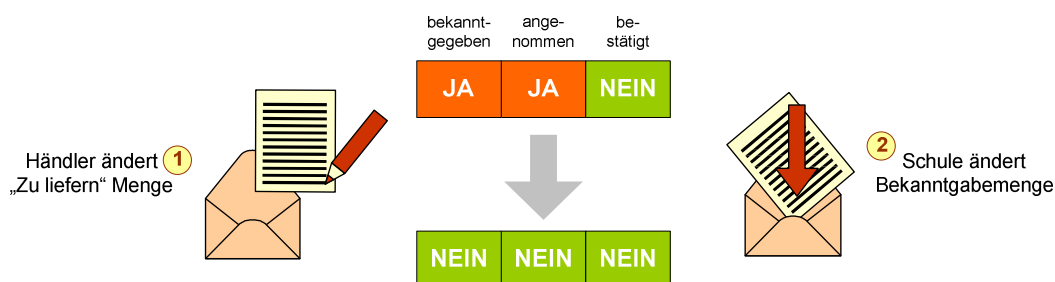 bekannt-
gegeben
ange-
nommen
be-
stätigt
JA JA NEIN
1
Händler ändert
„Zu liefern“ Menge
2
Schule ändert
Bekanntgabemenge
NEIN NEIN NEIN